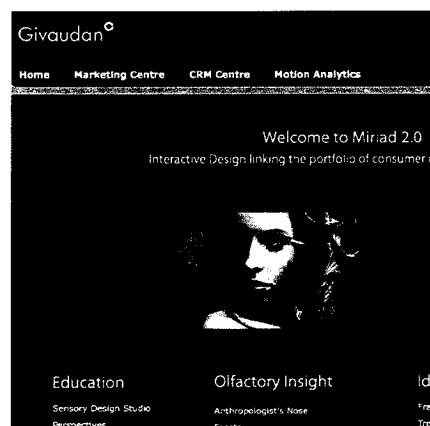 Givaudan
Home Marketing Centre CRM Centre Motion Analytics
Welcome to Miriad 2.0
Interactive Design linking the portfolio of consumer
Education Olfactory Insight
Sensory Design Studio Anthropologist's Nose
Perspectives